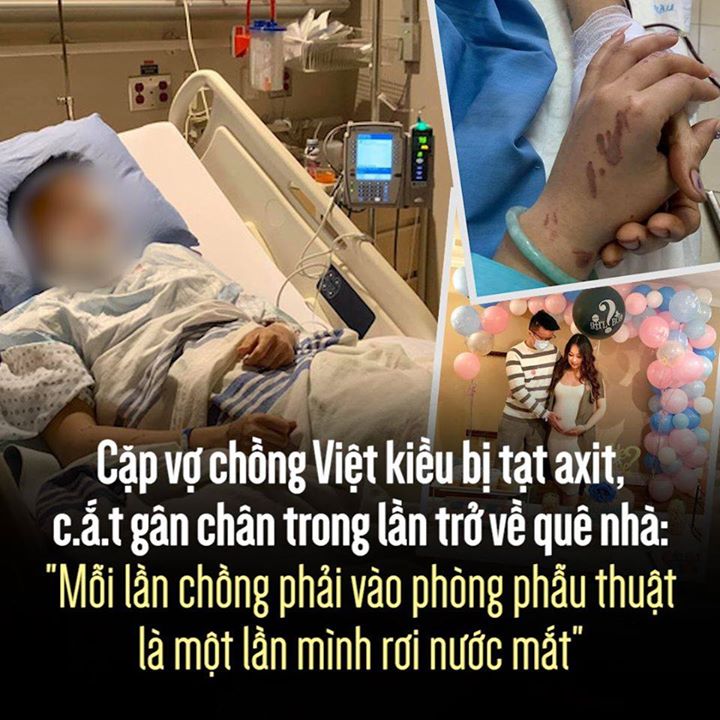 Cặp vợ chồng Việt kiều bị tạt axit,
c.ắ.t gân chân trong lần trở về quê nhà:
"Mỗi lần chồng phải vào phòng phẫu thuật
là một lần mình rơi nước mắt"